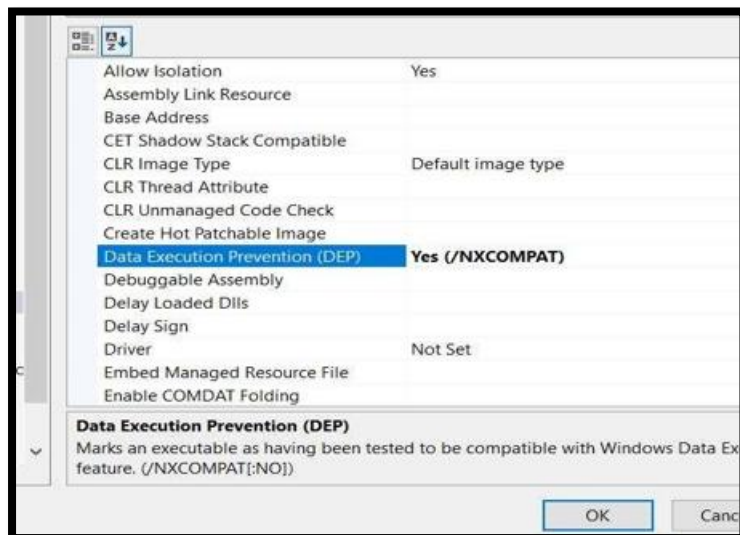 Allow Isolation Yes
Assembly Link Resource
Base Address
CET Shadow Stack Compatible
CLR Image Type Default image type
CLR Thread Attribute
CLR Unmanaged Code Check
Create Hot Patchable Image
Data Execution Prevention (DEP) Yes (/NXCOMPAT)
Debuggable Assembly
Delay Loaded Dlls
Delay Sign
Driver Not Set
Embed Managed Resource File
Enable COMDAT Folding
Data Execution Prevention (DEP)
Marks an executable as having been tested to be compatible with Windows Data Ex
feature. (/NXCOMPAT[:NO])
OK Canc